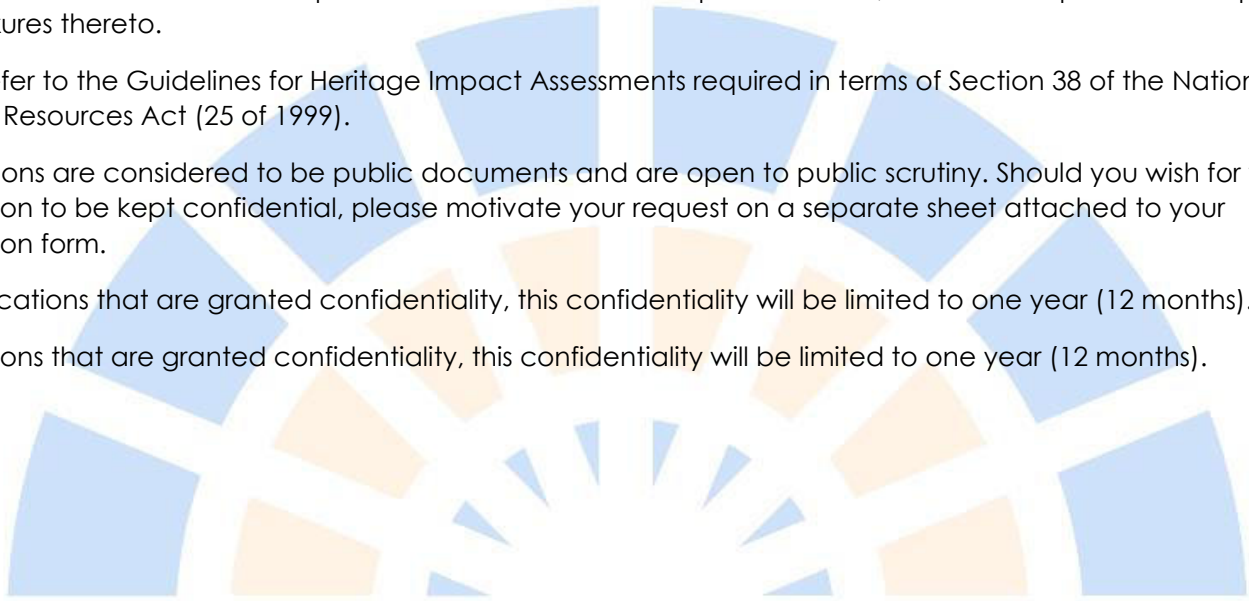 ures thereto.
fer to the Guidelines for Heritage Impact Assessments required in terms of Section 38 of the Nation
Resources Act (25 of 1999).
ons are considered to be public documents and are open to public scrutiny. Should you wish for
on to be kept confidential, please motivate your request on a separate sheet attached to your
on form.
cations that are granted confidentiality, this confidentiality will be limited to one year (12 months).
ons that are granted confidentiality, this confidentiality will be limited to one year (12 months).